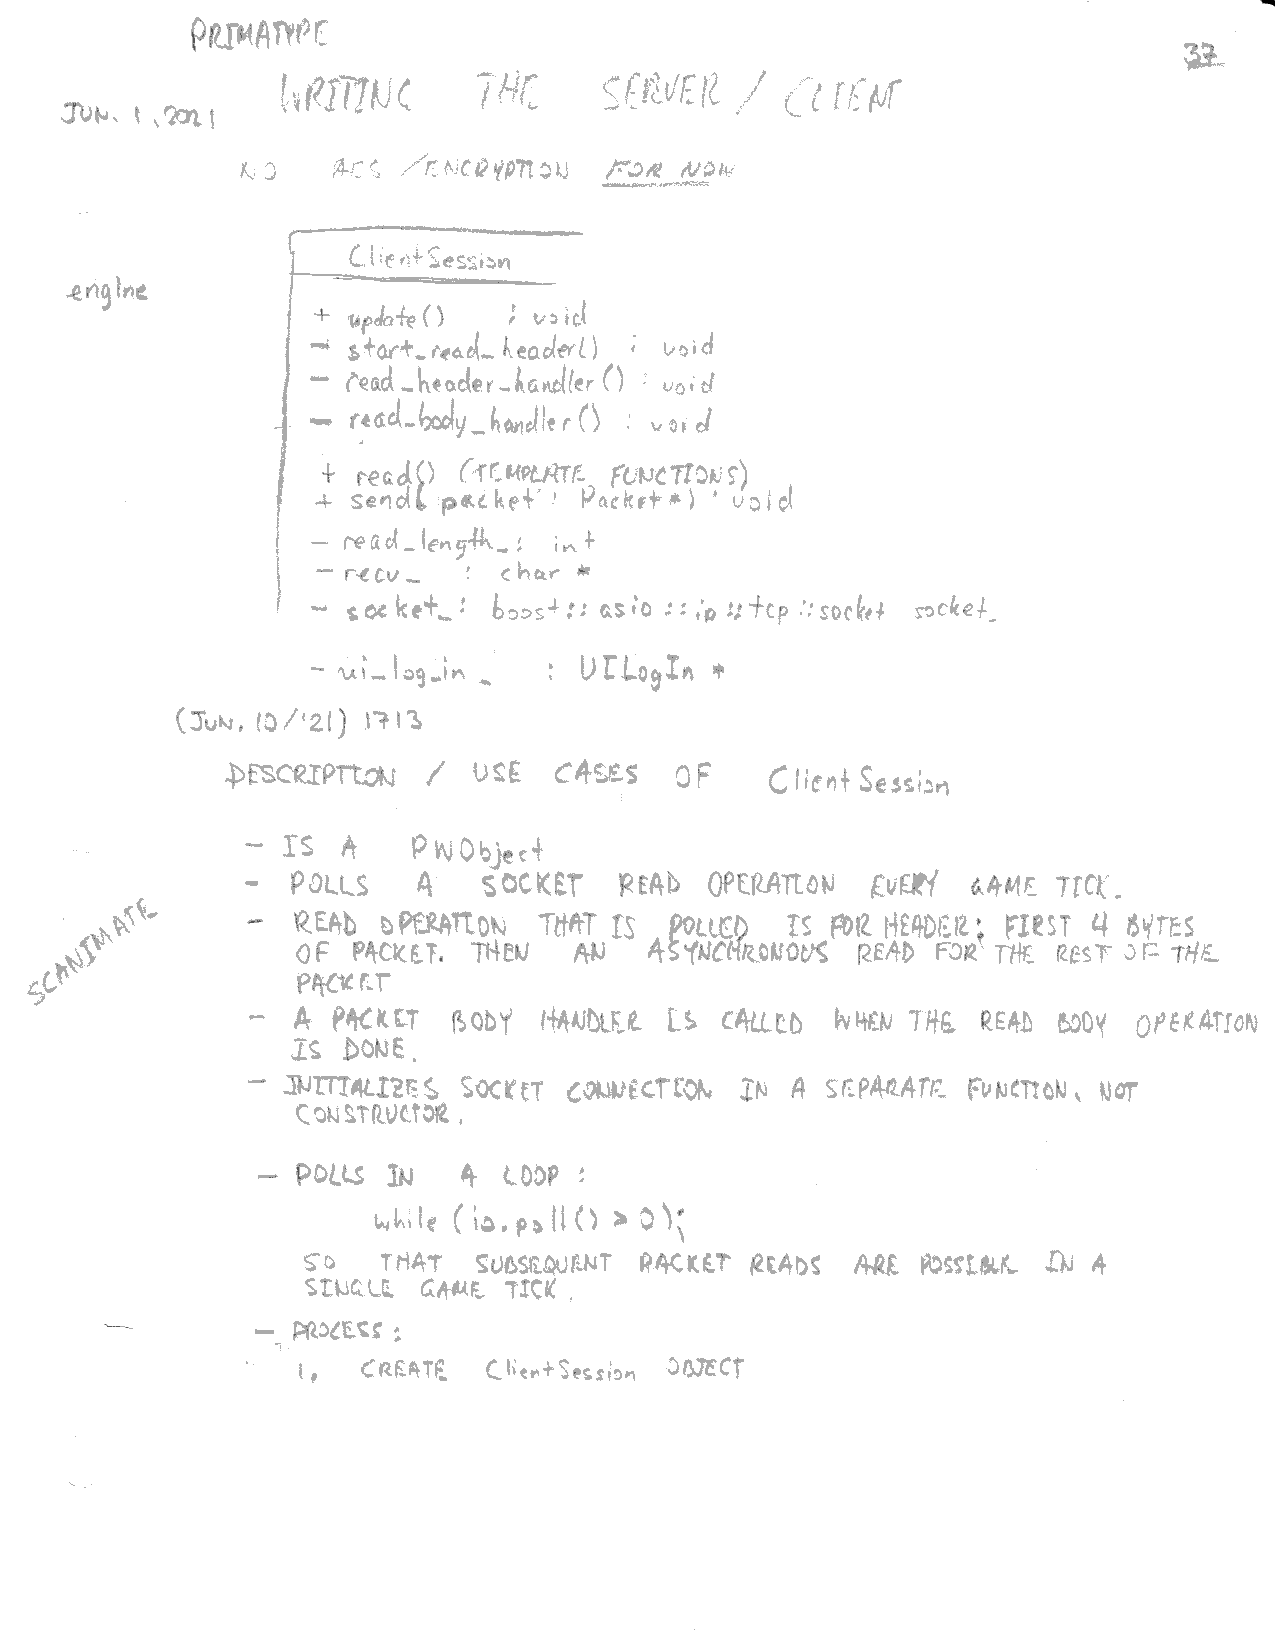 PRIMATYPE
37
WRITING THE SERVER / CLIENT
JUN. 1, 2021
NO AES / ENCRYPTION FOR NOW
ClientSession
engine
+ update() : void
- start_read_header() : void
- read_header_handler() : void
- read_body_handler() : void
+ read() (TEMPLATE FUNCTIONS)
+ send( packet : Packet *) : void
- read_length_ : int
- recv_ : char *
- socket_ : boost::asio::ip::tcp::socket socket_
- ui_log_in_ : UILogIn *
(JUN. 10/'21) 1713
DESCRIPTION / USE CASES OF ClientSession
- IS A PWObject
- POLLS A SOCKET READ OPERATION EVERY GAME TICK.
- READ OPERATION THAT IS POLLED IS FOR HEADER: FIRST 4 BYTES
OF PACKET. THEN AN ASYNCHRONOUS READ FOR THE REST OF THE
PACKET
SCANIMATE
- A PACKET BODY HANDLER IS CALLED WHEN THE READ BODY OPERATION
IS DONE.
- INITIALIZES SOCKET CONNECTION IN A SEPARATE FUNCTION, NOT
CONSTRUCTOR.
- POLLS IN A LOOP :
while (io.poll() > 0);
SO THAT SUBSEQUENT PACKET READS ARE POSSIBLE IN A
SINGLE GAME TICK.
- PROCESS :
1. CREATE ClientSession OBJECT